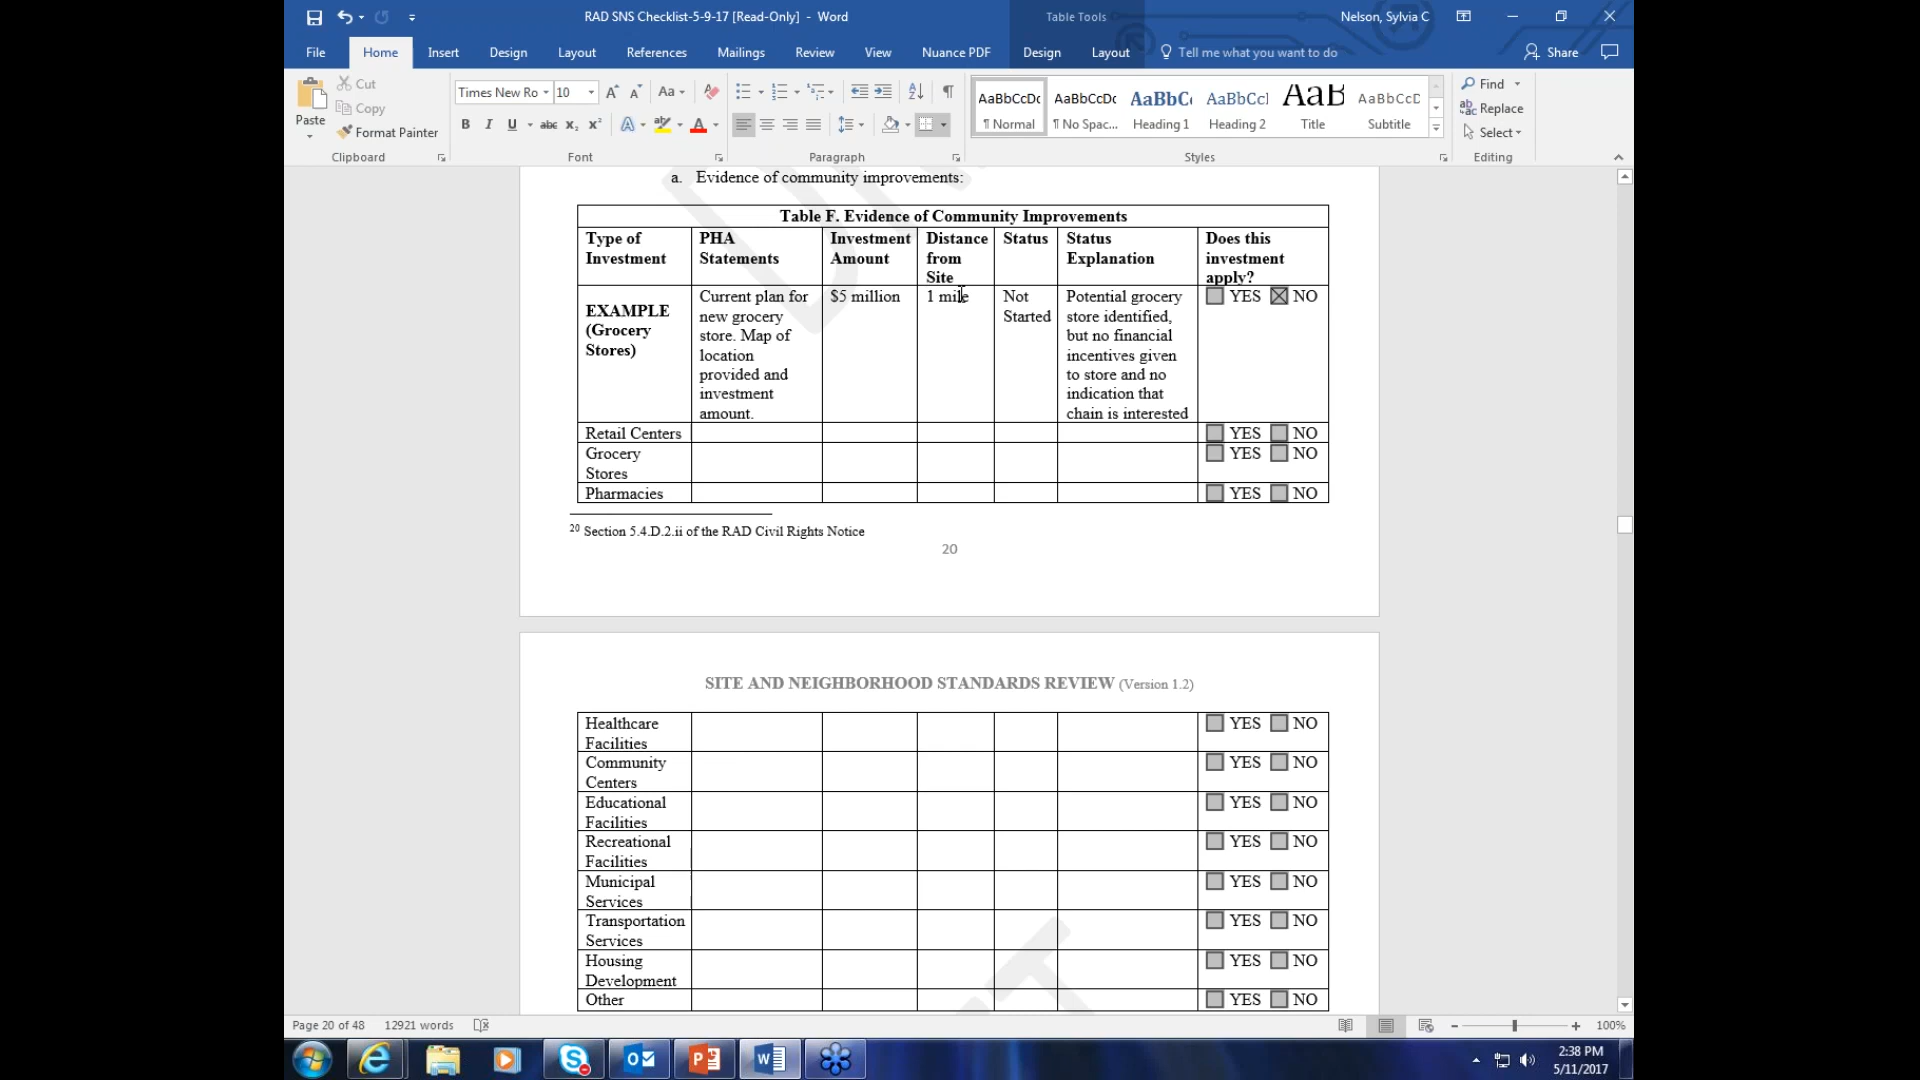 RAD SNS Checklist-5-9-17 [Read-Only] - Word
Table Tools
Nelson, Sylvia C
File Home Insert Design Layout References Mailings Review View Nuance PDF Design Layout Tell me what you want to do Share
Paste
Cut
Copy
Format Painter
Clipboard
Times New Ro 10
Font
Paragraph
AaBbCcDc AaBbCcDc AaBbC( AaBbCcI AaB AaBbCcD
¶ Normal ¶ No Spac... Heading 1 Heading 2 Title Subtitle
Styles
Find
Replace
Select
Editing
a. Evidence of community improvements:
Table F. Evidence of Community Improvements
Type of Investment PHA Statements Investment Amount Distance from Site Status Status Explanation Does this investment apply?
EXAMPLE (Grocery Stores)
Current plan for new grocery store. Map of location provided and investment amount.
$5 million
1 mile
Not Started
Potential grocery store identified, but no financial incentives given to store and no indication that chain is interested
YES NO
Retail Centers YES NO
Grocery Stores YES NO
Pharmacies YES NO
20 Section 5.4.D.2.ii of the RAD Civil Rights Notice
20
SITE AND NEIGHBORHOOD STANDARDS REVIEW (Version 1.2)
Healthcare Facilities YES NO
Community Centers YES NO
Educational Facilities YES NO
Recreational Facilities YES NO
Municipal Services YES NO
Transportation Services YES NO
Housing Development YES NO
Other YES NO
Page 20 of 48 12921 words
100%
2:38 PM
5/11/2017